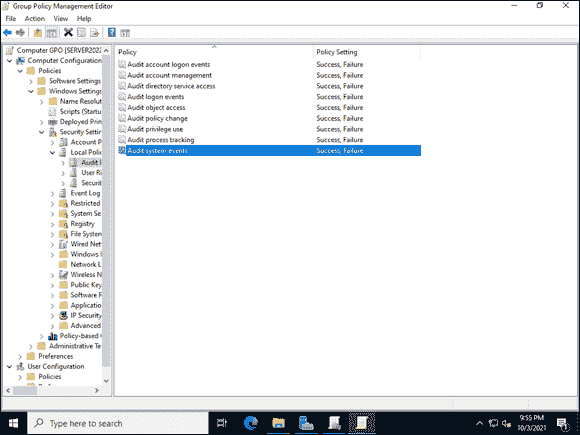 Group Policy Management Editor
File Action View Help
Computer GPO [SERVER2022
Computer Configuration
Policies
Software Settings
Windows Settings
Name Resolut
Scripts (Startu
Deployed Print
Security Settin
Account P
Local Polic
Audit P
User Ri
Securit
Event Log
Restricted
System Se
Registry
File System
Wired Netw
Windows
Network L
Wireless N
Public Key
Software R
Applicatio
IP Security
Advanced
Policy-based
Administrative Te
Preferences
User Configuration
Policies
Policy Policy Setting
Audit account logon events Success, Failure
Audit account management Success, Failure
Audit directory service access Success, Failure
Audit logon events Success, Failure
Audit object access Success, Failure
Audit policy change Success, Failure
Audit privilege use Success, Failure
Audit process tracking Success, Failure
Audit system events Success, Failure
Type here to search
9:55 PM
10/3/2021
1